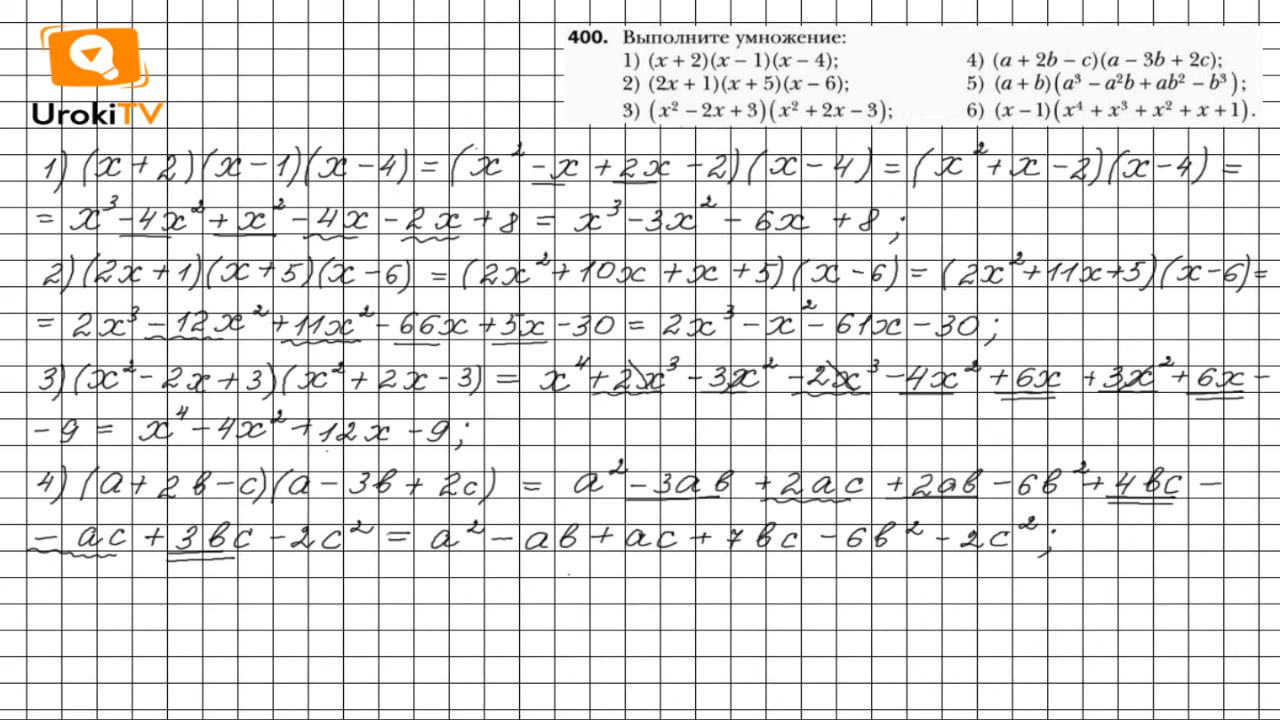 UrokiTV
400. Выполните умножение:
1) (x + 2)(x − 1)(x − 4);
2) (2x + 1)(x + 5)(x − 6);
3) (x² − 2x + 3)(x² + 2x − 3);
4) (a + 2b − c)(a − 3b + 2c);
5) (a + b)(a³ − a²b + ab² − b³);
6) (x − 1)(x⁴ + x³ + x² + x + 1).
1) (x + 2)(x − 1)(x − 4) = (x² − x + 2x − 2)(x − 4) = (x² + x − 2)(x − 4) =
= x³ − 4x² + x² − 4x − 2x + 8 = x³ − 3x² − 6x + 8;
2) (2x + 1)(x + 5)(x − 6) = (2x² + 10x + x + 5)(x − 6) = (2x² + 11x + 5)(x − 6) =
= 2x³ − 12x² + 11x² − 66x + 5x − 30 = 2x³ − x² − 61x − 30;
3) (x² − 2x + 3)(x² + 2x − 3) = x⁴ + 2x³ − 3x² − 2x³ − 4x² + 6x + 3x² + 6x −
− 9 = x⁴ − 4x² + 12x − 9;
4) (a + 2b − c)(a − 3b + 2c) = a² − 3ab + 2ac + 2ab − 6b² + 4bc −
− ac + 3bc − 2c² = a² − ab + ac + 7bc − 6b² − 2c²;